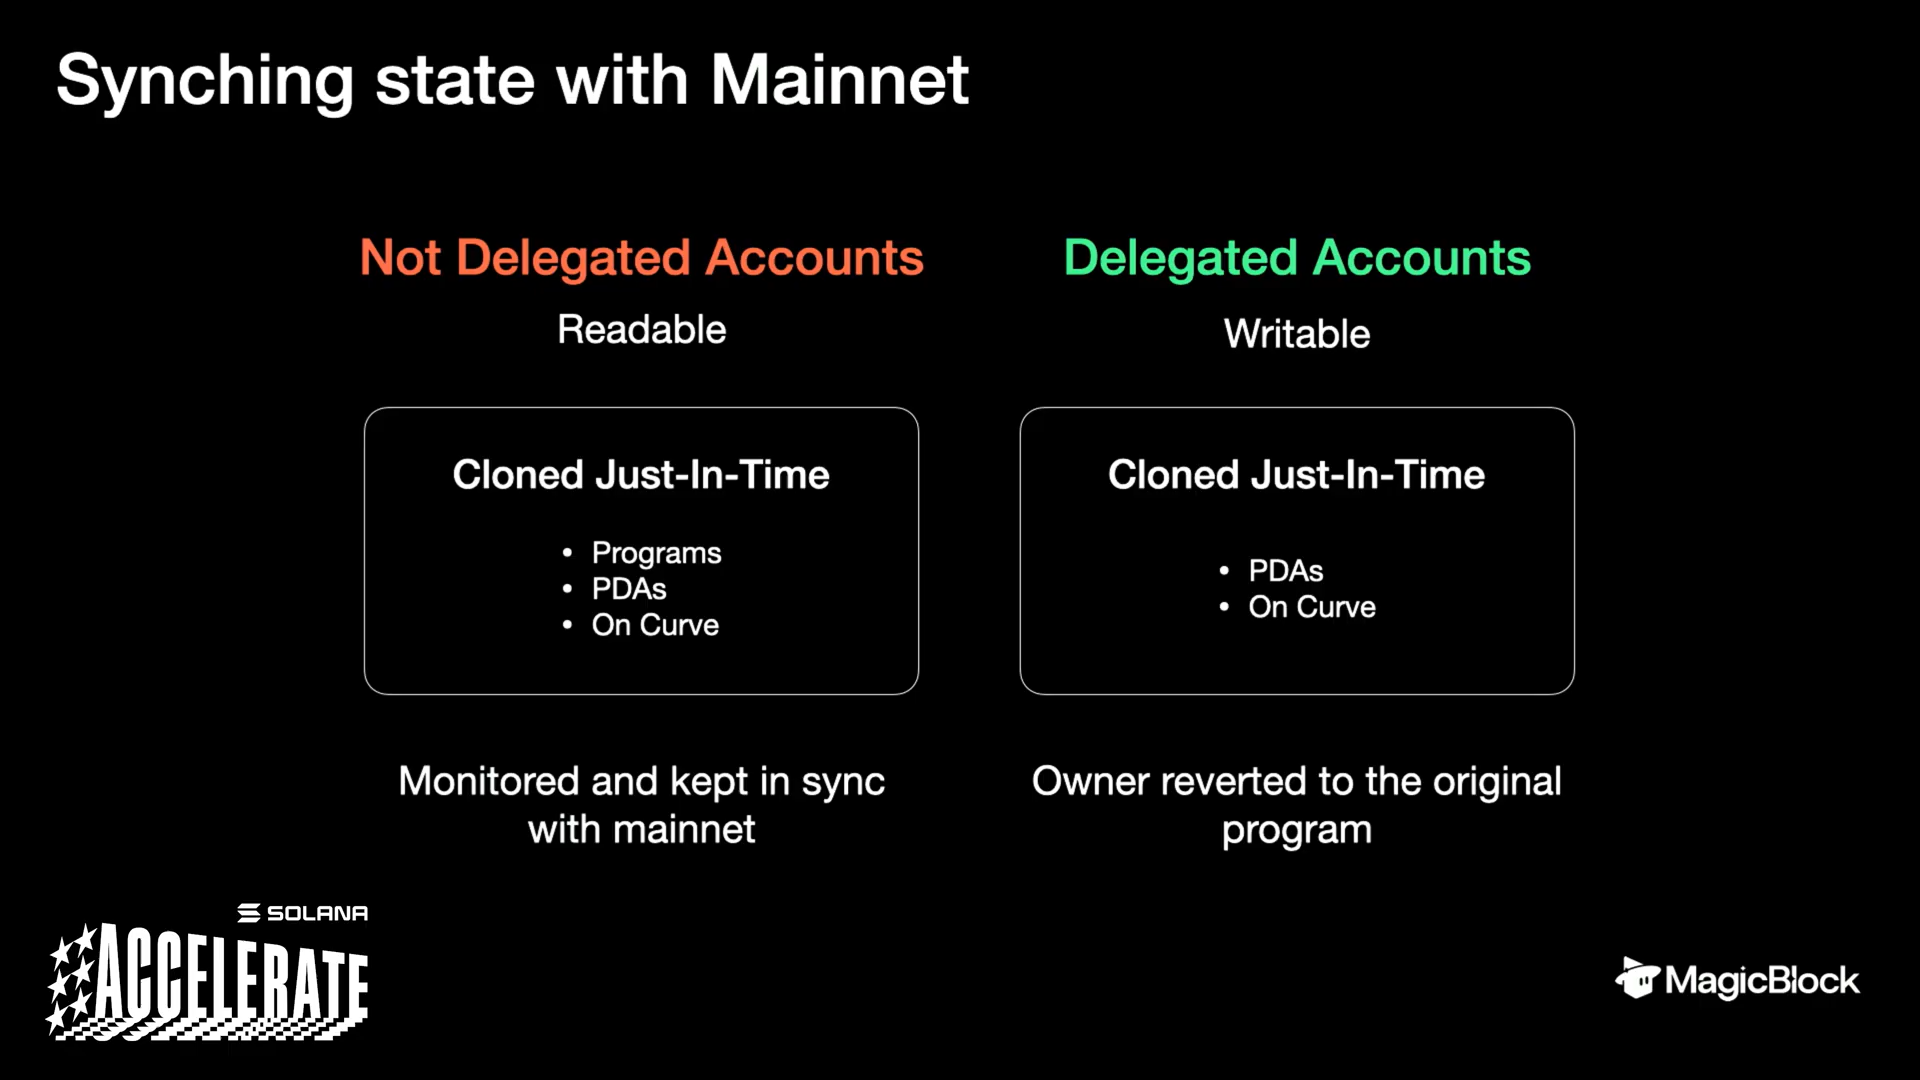 Synching state with Mainnet
Not Delegated Accounts
Readable
Cloned Just-In-Time
• Programs
• PDAs
• On Curve
Monitored and kept in sync
with mainnet
Delegated Accounts
Writable
Cloned Just-In-Time
• PDAs
• On Curve
Owner reverted to the original
program
SOLANA
ACCELERATE
MagicBlock